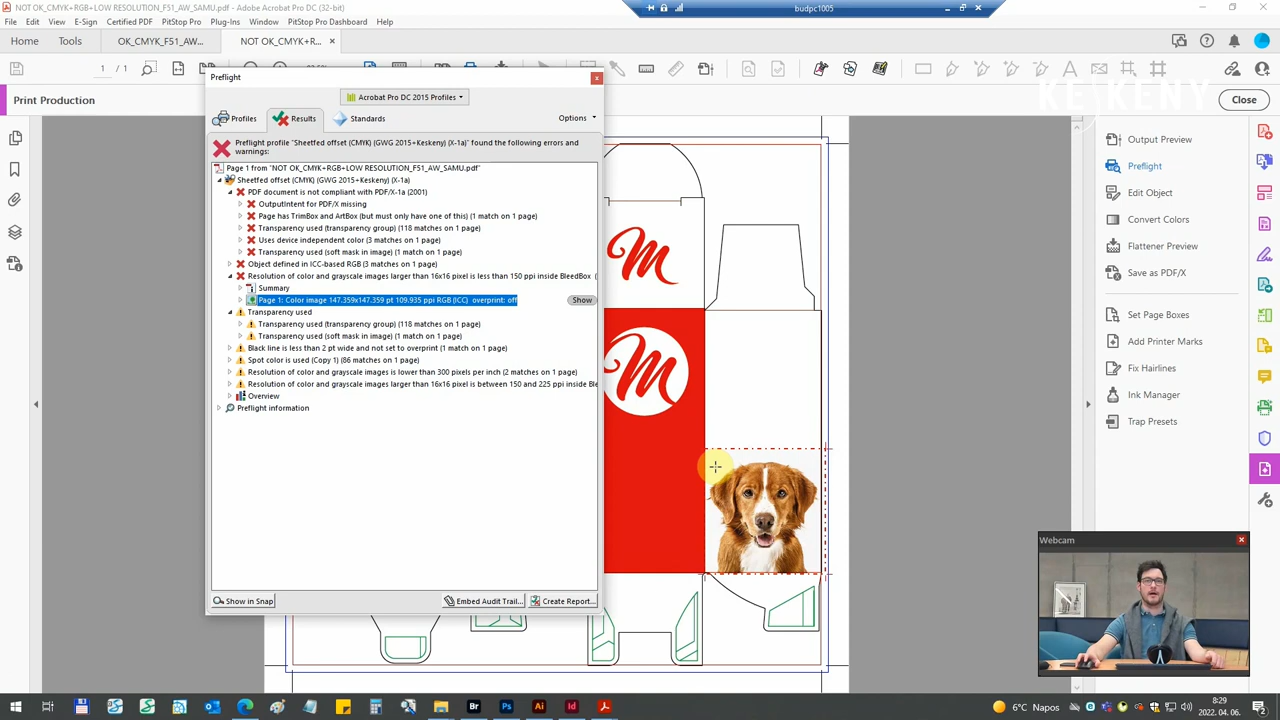 NOT OK_CMYK+RGB+LOW RESOLUTION_F51_AW_SAMU.pdf - Adobe Acrobat Pro DC (32-bit)
budpc1005
File Edit View E-Sign Certified PDF PitStop Pro Plug-Ins Window PitStop Pro Dashboard Help
Home Tools OK_CMYK_F51_AW... NOT OK_CMYK+R... ×
1 / 1
Print Production
Close
Preflight
Acrobat Pro DC 2015 Profiles
Profiles Results Standards Options
Preflight profile "Sheetfed offset (CMYK) (GWG 2015+Keskeny) (X-1a)" found the following errors and
warnings:
Page 1 from "NOT OK_CMYK+RGB+LOW RESOLUTION_F51_AW_SAMU.pdf"
Sheetfed offset (CMYK) (GWG 2015+Keskeny) (X-1a)
PDF document is not compliant with PDF/X-1a (2001)
OutputIntent for PDF/X missing
Page has TrimBox and ArtBox (but must only have one of this) (1 match on 1 page)
Transparency used (transparency group) (118 matches on 1 page)
Uses device independent color (3 matches on 1 page)
Transparency used (soft mask in image) (1 match on 1 page)
Object defined in ICC-based RGB (3 matches on 1 page)
Resolution of color and grayscale images larger than 16x16 pixel is less than 150 ppi inside BleedBox (
Summary
Page 1: Color image 147.359x147.359 pt 109.935 ppi RGB (ICC) overprint: off
Show
Transparency used
Transparency used (transparency group) (118 matches on 1 page)
Transparency used (soft mask in image) (1 match on 1 page)
Black line is less than 2 pt wide and not set to overprint (1 match on 1 page)
Spot color is used (Copy 1) (86 matches on 1 page)
Resolution of color and grayscale images is lower than 300 pixels per inch (2 matches on 1 page)
Resolution of color and grayscale images larger than 16x16 pixel is between 150 and 225 ppi inside Ble
Overview
Preflight information
Show in Snap Embed Audit Trail... Create Report...
m
m
Output Preview
Preflight
Edit Object
Convert Colors
Flattener Preview
Save as PDF/X
Set Page Boxes
Add Printer Marks
Fix Hairlines
Ink Manager
Trap Presets
Webcam
Br Ps Ai Id
6°C Napos
8:29
2022. 04. 06.